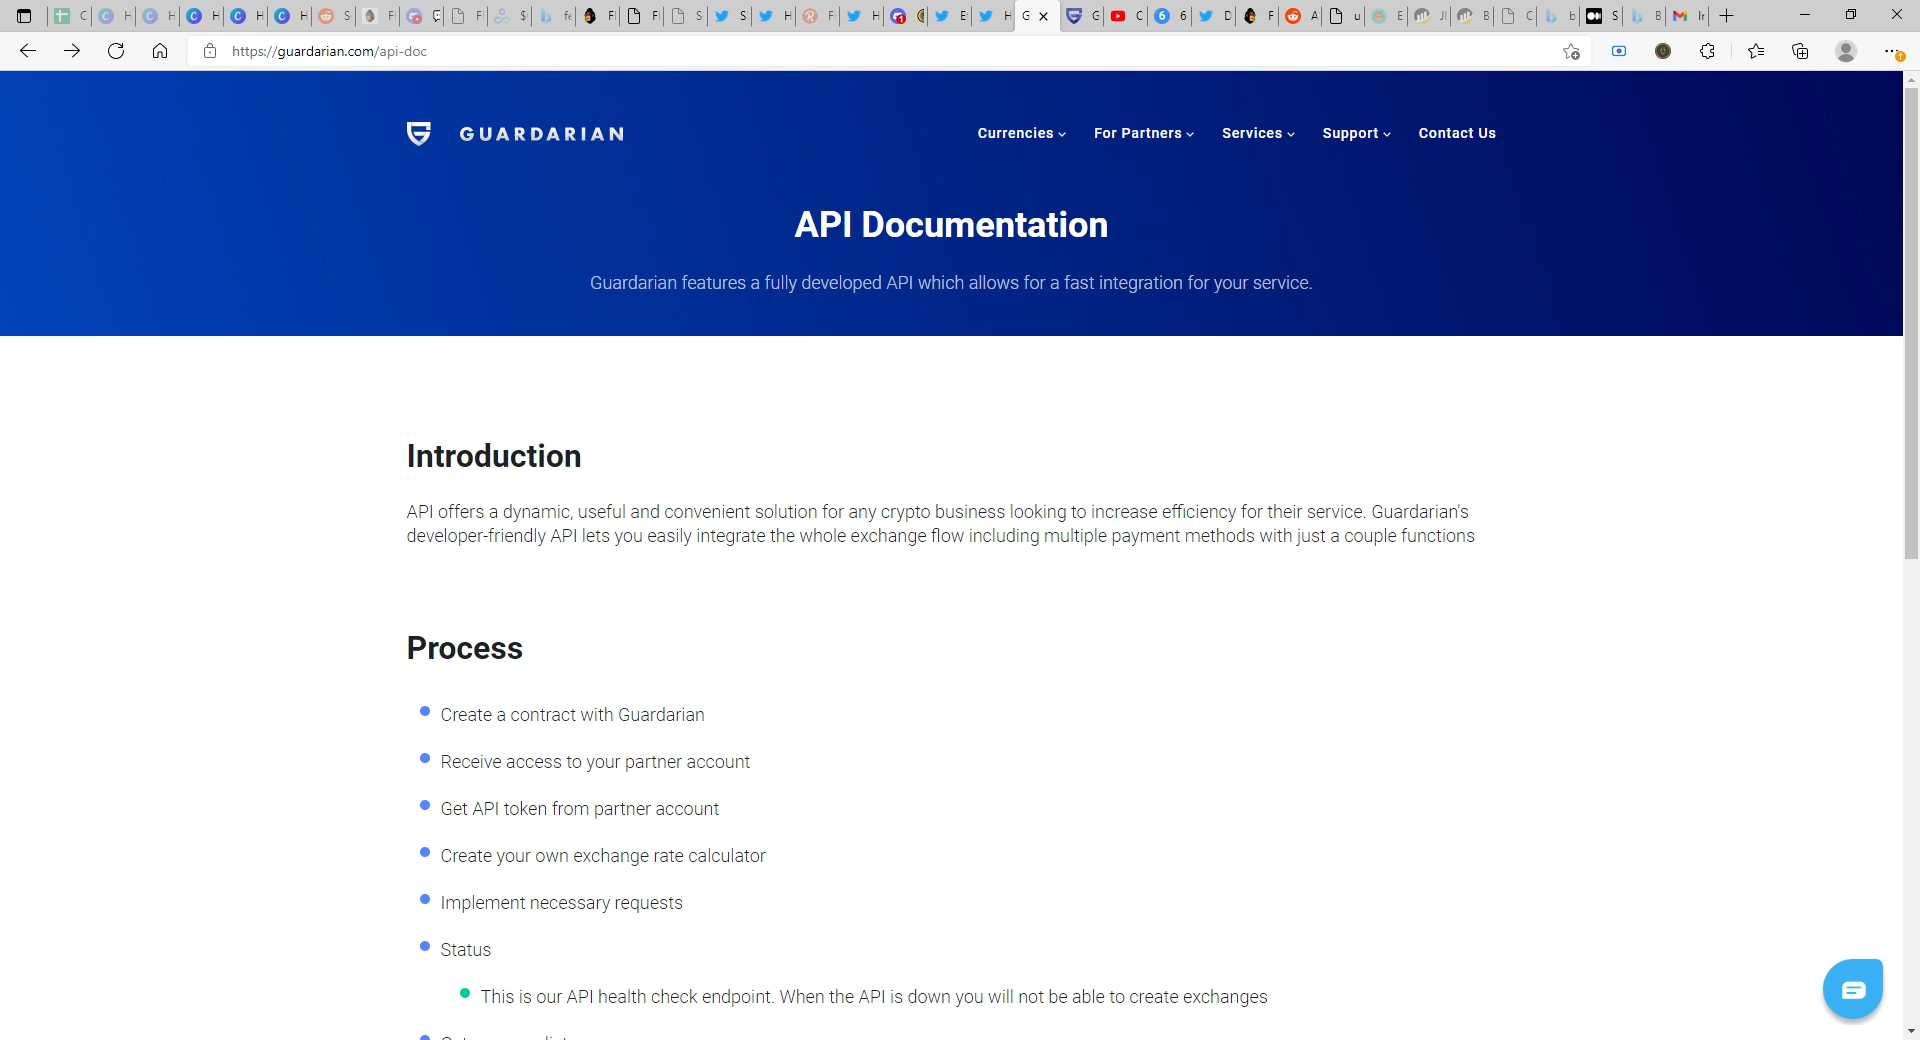 https://guardarian.com/api-doc
GUARDARIAN
Currencies
For Partners
Services
Support
Contact Us
API Documentation
Guardarian features a fully developed API which allows for a fast integration for your service.
Introduction
API offers a dynamic, useful and convenient solution for any crypto business looking to increase efficiency for their service. Guardarian's
developer-friendly API lets you easily integrate the whole exchange flow including multiple payment methods with just a couple functions
Process
Create a contract with Guardarian
Receive access to your partner account
Get API token from partner account
Create your own exchange rate calculator
Implement necessary requests
Status
This is our API health check endpoint. When the API is down you will not be able to create exchanges